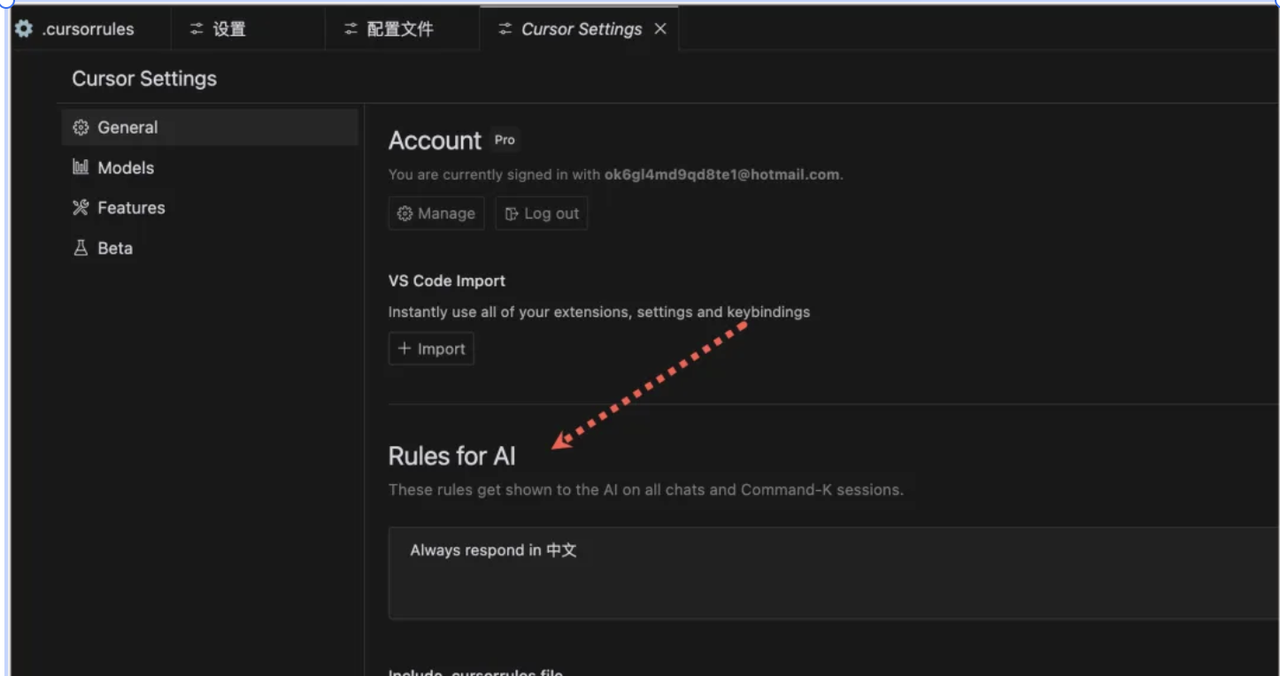 .cursorrules
设置
配置文件
Cursor Settings
Cursor Settings
General
Models
Features
Beta
Account Pro
You are currently signed in with ok6gl4md9qd8te1@hotmail.com.
Manage
Log out
VS Code Import
Instantly use all of your extensions, settings and keybindings
Import
Rules for AI
These rules get shown to the AI on all chats and Command-K sessions.
Always respond in 中文
Include .cursorrules file